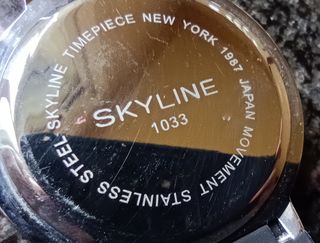 SKYLINE TIMEPIECE NEW YORK 1987 JAPAN MOVEMENT STAINLESS STEEL
SKYLINE
1033